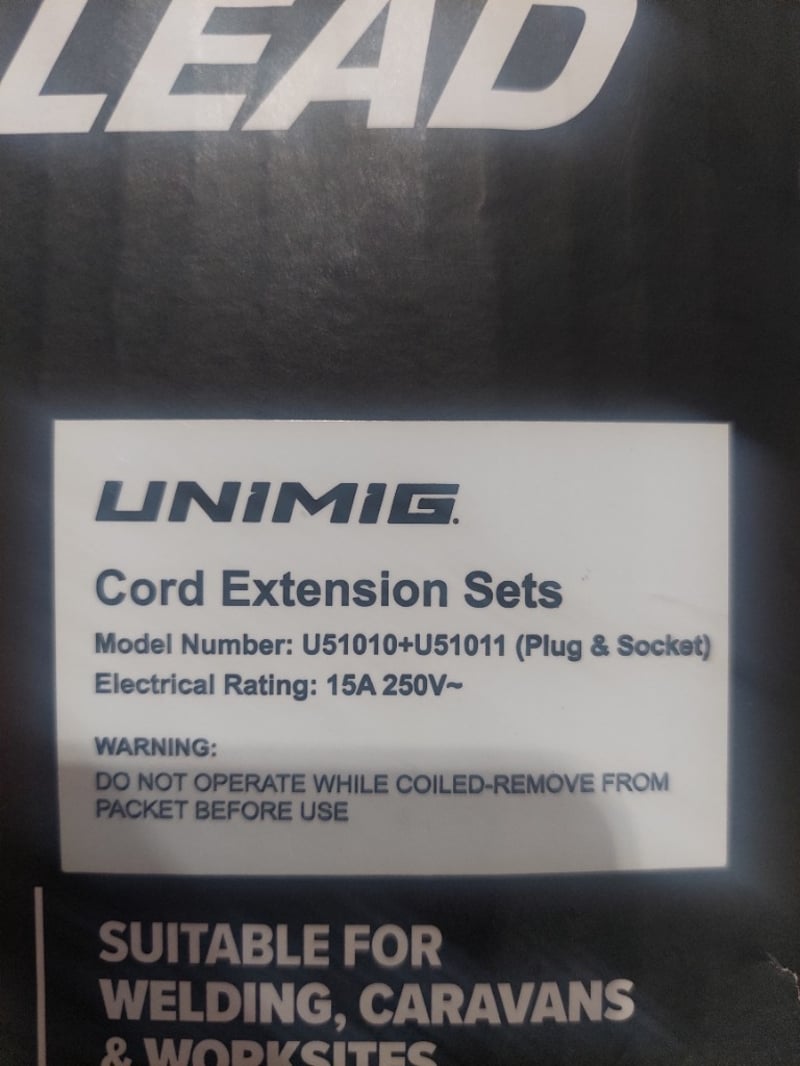 LEAD
UNIMIG.
Cord Extension Sets
Model Number: U51010+U51011 (Plug & Socket)
Electrical Rating: 15A 250V~
WARNING:
DO NOT OPERATE WHILE COILED-REMOVE FROM
PACKET BEFORE USE
SUITABLE FOR
WELDING, CARAVANS
& WORKSITES